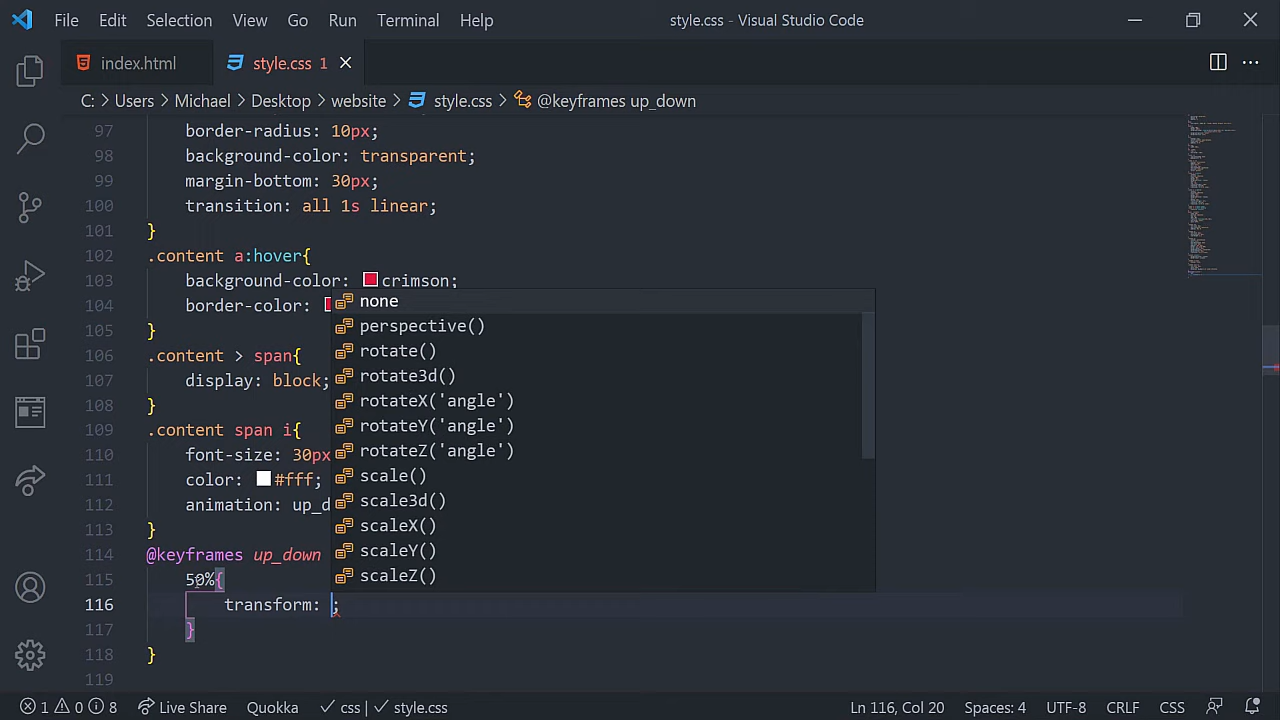 File Edit Selection View Go Run Terminal Help style.css - Visual Studio Code
index.html style.css 1
C: > Users > Michael > Desktop > website > style.css > @keyframes up_down
97 border-radius: 10px;
98 background-color: transparent;
99 margin-bottom: 30px;
100 transition: all 1s linear;
101 }
102 .content a:hover{
103 background-color: crimson;
104 border-color:
105 }
106 .content > span{
107 display: block;
108 }
109 .content span i{
110 font-size: 30px
111 color: #fff;
112 animation: up_d
113 }
114 @keyframes up_down
115 50%{
116 transform: ;
117 }
118 }
119
none
perspective()
rotate()
rotate3d()
rotateX('angle')
rotateY('angle')
rotateZ('angle')
scale()
scale3d()
scaleX()
scaleY()
scaleZ()
1 0 8 Live Share Quokka ✓ css | ✓ style.css Ln 116, Col 20 Spaces: 4 UTF-8 CRLF CSS